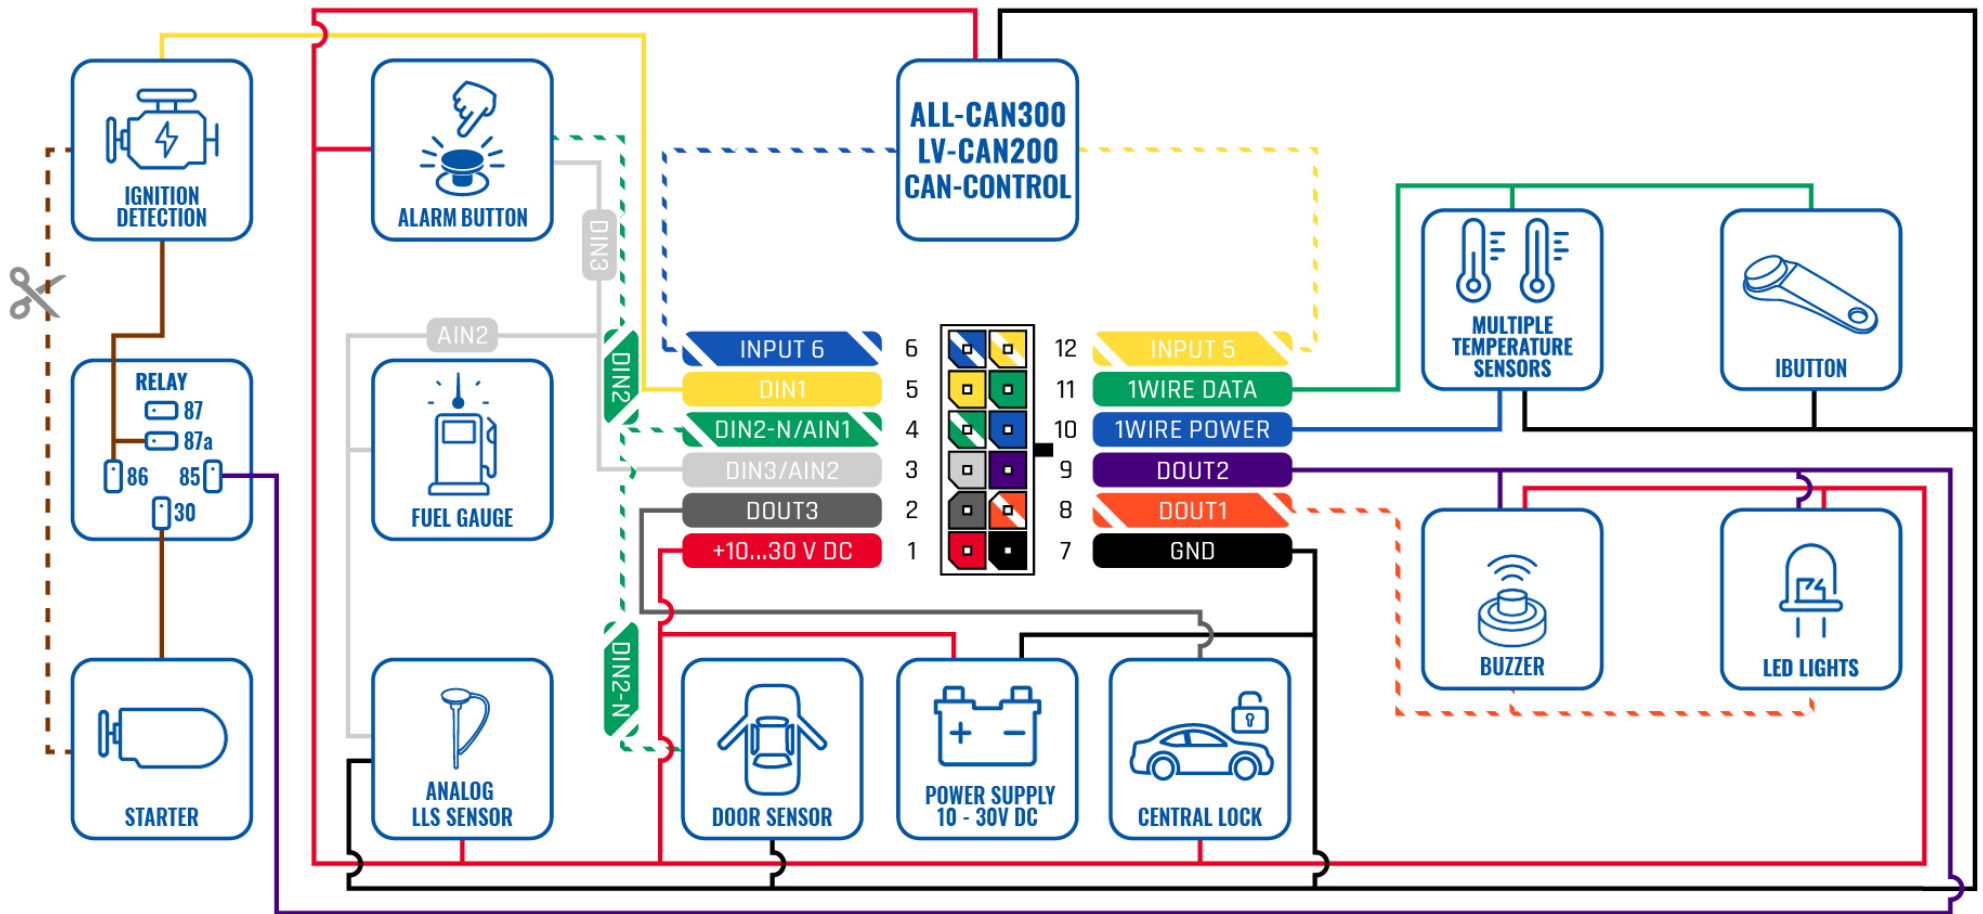 ALL-CAN300
LV-CAN200
CAN-CONTROL
IGNITION
DETECTION
ALARM BUTTON
DIN3
AIN2
DIN2
MULTIPLE
TEMPERATURE
SENSORS
IBUTTON
RELAY
87
87a
86
85
30
FUEL GAUGE
INPUT 6 6 12 INPUT 5
DIN1 5 11 1WIRE DATA
DIN2-N/AIN1 4 10 1WIRE POWER
DIN3/AIN2 3 9 DOUT2
DOUT3 2 8 DOUT1
+10...30 V DC 1 7 GND
DIN2-N
BUZZER
LED LIGHTS
STARTER
ANALOG
LLS SENSOR
DOOR SENSOR
POWER SUPPLY
10 - 30V DC
CENTRAL LOCK